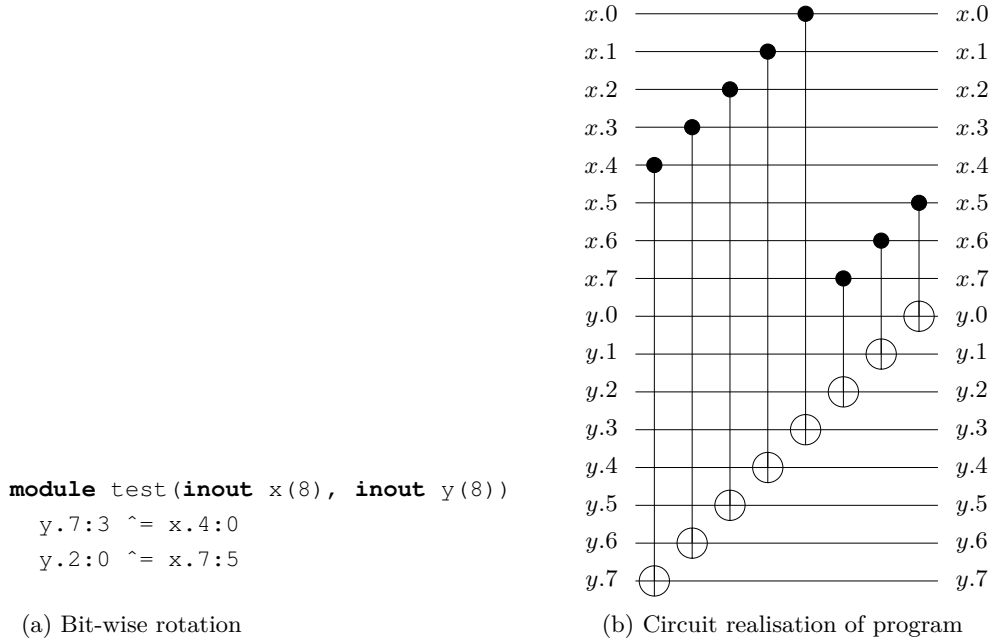 x.0 x.0
x.1 x.1
x.2 x.2
x.3 x.3
x.4 x.4
x.5 x.5
x.6 x.6
x.7 x.7
y.0 y.0
y.1 y.1
y.2 y.2
y.3 y.3
y.4 y.4
y.5 y.5
y.6 y.6
y.7 y.7
module test(inout x(8), inout y(8))
y.7:3 ^= x.4:0
y.2:0 ^= x.7:5
(a) Bit-wise rotation
(b) Circuit realisation of program